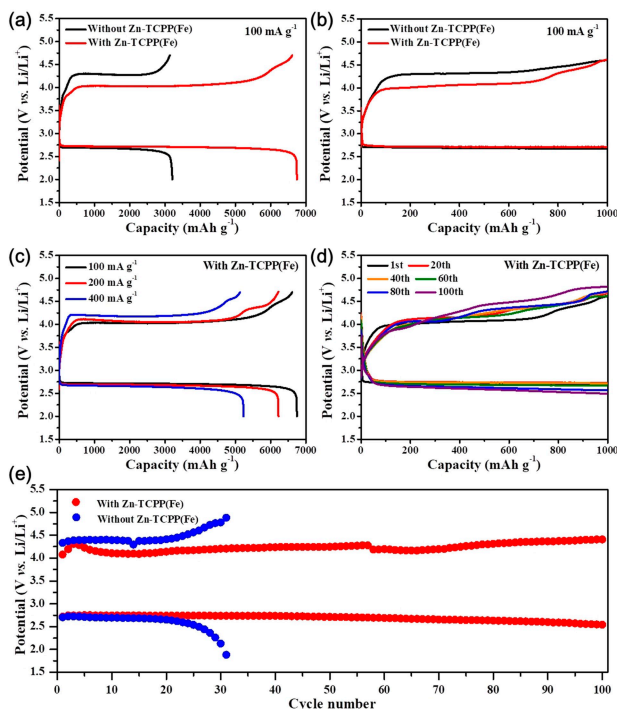 (a)
Without Zn-TCPP(Fe)
With Zn-TCPP(Fe)
100 mA g⁻¹
5.5
5.0
4.5
4.0
3.5
3.0
2.5
2.0
1.5
Potential (V vs. Li/Li⁺)
0 1000 2000 3000 4000 5000 6000 7000
Capacity (mAh g⁻¹)
(b)
Without Zn-TCPP(Fe)
With Zn-TCPP(Fe)
100 mA g⁻¹
5.5
5.0
4.5
4.0
3.5
3.0
2.5
2.0
1.5
Potential (V vs. Li/Li⁺)
0 200 400 600 800 1000
Capacity (mAh g⁻¹)
(c)
100 mA g⁻¹
200 mA g⁻¹
400 mA g⁻¹
With Zn-TCPP(Fe)
5.5
5.0
4.5
4.0
3.5
3.0
2.5
2.0
1.5
Potential (V vs. Li/Li⁺)
0 1000 2000 3000 4000 5000 6000 7000
Capacity (mAh g⁻¹)
(d)
1st 20th
40th 60th
80th 100th
With Zn-TCPP(Fe)
5.5
5.0
4.5
4.0
3.5
3.0
2.5
2.0
1.5
Potential (V vs. Li/Li⁺)
0 200 400 600 800 1000
Capacity (mAh g⁻¹)
(e)
With Zn-TCPP(Fe)
Without Zn-TCPP(Fe)
5.5
5.0
4.5
4.0
3.5
3.0
2.5
2.0
1.5
Potential (V vs. Li/Li⁺)
0 10 20 30 40 50 60 70 80 90 100
Cycle number